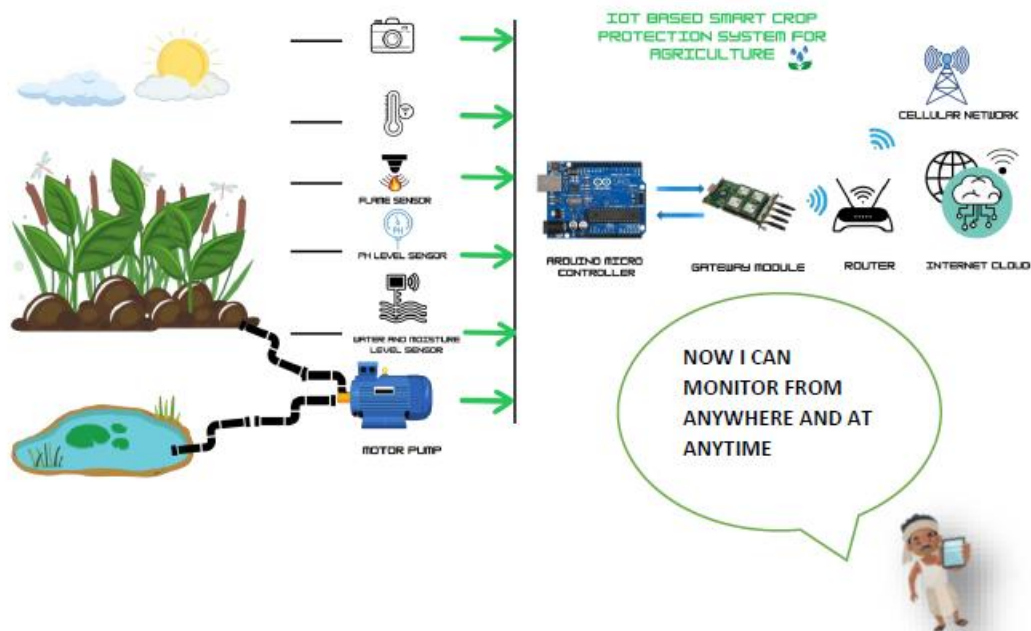 IOT BASED SMART CROP
PROTECTION SYSTEM FOR
AGRICULTURE
CELLULAR NETWORK
FLAME SENSOR
PH
PH LEVEL SENSOR
ARDUINO MICRO
CONTROLLER
GATEWAY MODULE
ROUTER
INTERNET CLOUD
WATER AND MOISTURE
LEVEL SENSOR
MOTOR PUMP
NOW I CAN
MONITOR FROM
ANYWHERE AND AT
ANYTIME